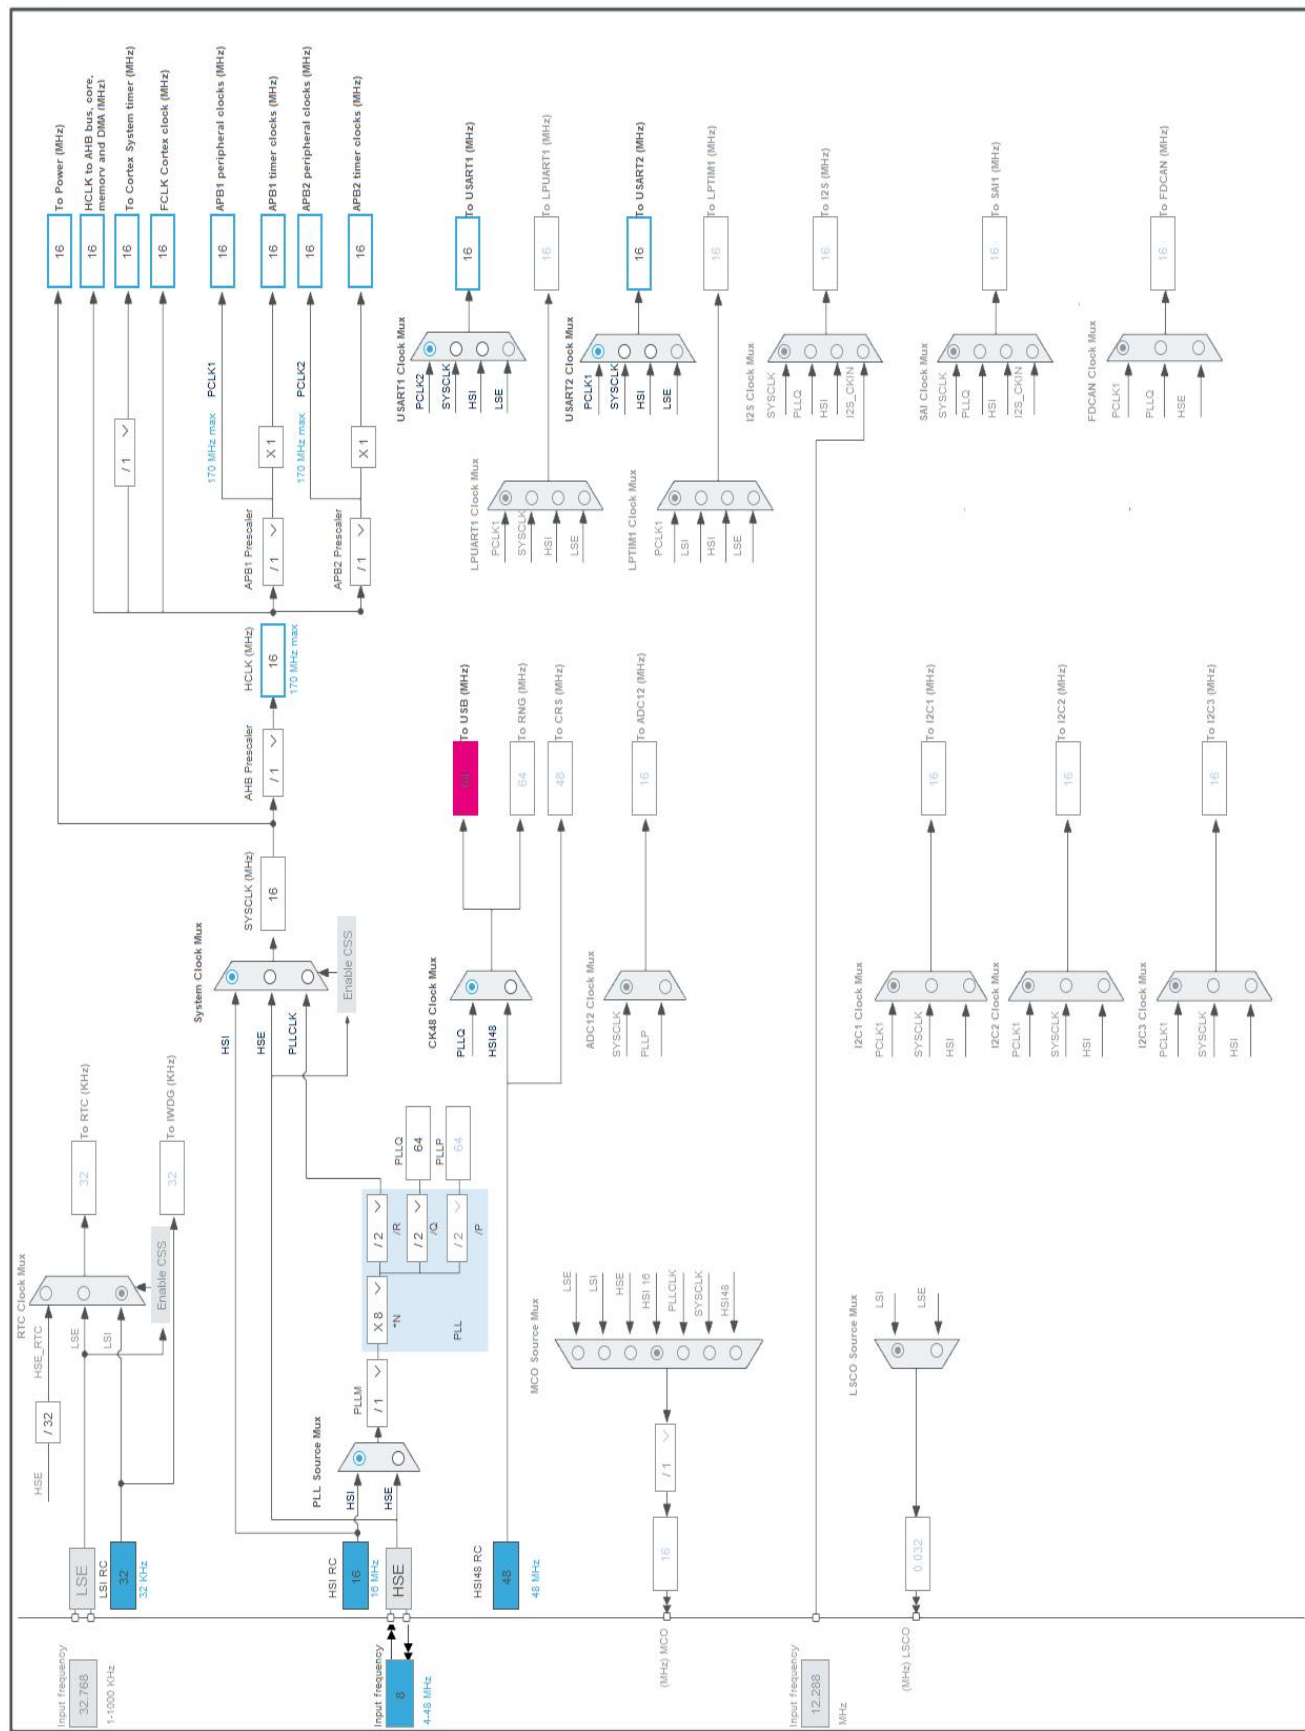 Input frequency
32.768
1-1000 KHz
LSE
LSI RC
32
32 KHz
HSE
/ 32
HSE_RTC
LSE
LSI
RTC Clock Mux
Enable CSS
32
To RTC (KHz)
32
To IWDG (KHz)
Input frequency
8
4-48 MHz
HSI RC
16
16 MHz
HSE
HSI48 RC
48
48 MHz
PLL Source Mux
HSI
HSE
PLLM
/ 1
X 8
*N
/ 2
/R
/ 2
/Q
/ 2
/P
PLL
PLLQ
64
PLLP
64
System Clock Mux
HSI
HSE
PLLCLK
Enable CSS
SYSCLK (MHz)
16
AHB Prescaler
/ 1
HCLK (MHz)
16
170 MHz max
APB1 Prescaler
/ 1
APB2 Prescaler
/ 1
/ 1
X 1
X 1
170 MHz max
PCLK1
170 MHz max
PCLK2
16
To Power (MHz)
16
HCLK to AHB bus, core,
memory and DMA (MHz)
16
To Cortex System timer (MHz)
16
FCLK Cortex clock (MHz)
16
APB1 peripheral clocks (MHz)
16
APB1 timer clocks (MHz)
16
APB2 peripheral clocks (MHz)
16
APB2 timer clocks (MHz)
CK48 Clock Mux
PLLQ
HSI48
To USB (MHz)
64
To RNG (MHz)
48
To CRS (MHz)
ADC12 Clock Mux
SYSCLK
PLLP
16
To ADC12 (MHz)
USART1 Clock Mux
PCLK2
SYSCLK
HSI
LSE
16
To USART1 (MHz)
LPUART1 Clock Mux
PCLK1
SYSCLK
HSI
LSE
16
To LPUART1 (MHz)
USART2 Clock Mux
PCLK1
SYSCLK
HSI
LSE
16
To USART2 (MHz)
LPTIM1 Clock Mux
PCLK1
LSI
HSI
LSE
16
To LPTIM1 (MHz)
I2S Clock Mux
SYSCLK
PLLQ
HSI
I2S_CKIN
16
To I2S (MHz)
SAI Clock Mux
SYSCLK
PLLQ
HSI
I2S_CKIN
16
To SAI1 (MHz)
FDCAN Clock Mux
PCLK1
PLLQ
HSE
16
To FDCAN (MHz)
I2C1 Clock Mux
PCLK1
SYSCLK
HSI
16
To I2C1 (MHz)
I2C2 Clock Mux
PCLK1
SYSCLK
HSI
16
To I2C2 (MHz)
I2C3 Clock Mux
PCLK1
SYSCLK
HSI
16
To I2C3 (MHz)
MCO Source Mux
LSE
LSI
HSE
HSI 16
PLLCLK
SYSCLK
HSI48
/ 1
16
(MHz) MCO
Input frequency
12.288
MHz
LSCO Source Mux
LSI
LSE
0.032
(MHz) LSCO